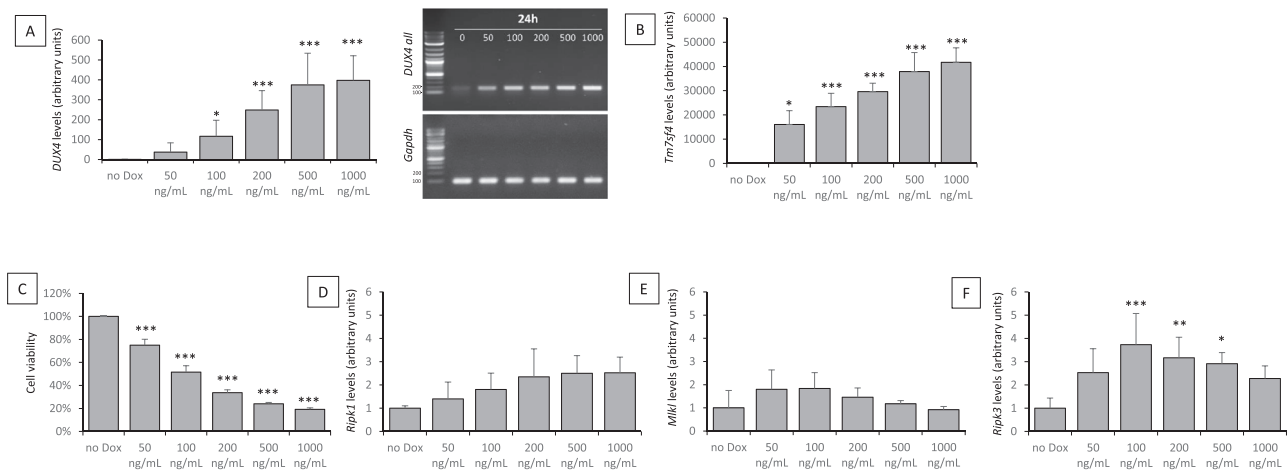 A
DUX4 levels (arbitrary units)
600
500
400
300
200
100
0
*
***
***
***
no Dox
50
100
200
500
1000
ng/mL
ng/mL
ng/mL
ng/mL
ng/mL
24h
0 50 100 200 500 1000
DUX4 all
200
100
Gapdh
200
100
B
Tm7sf4 levels (arbitrary units)
60000
50000
40000
30000
20000
10000
0
*
***
***
***
***
no Dox
50
100
200
500
1000
ng/mL
ng/mL
ng/mL
ng/mL
ng/mL
C
Cell viability
120%
100%
80%
60%
40%
20%
0%
***
***
***
***
***
no Dox
50
100
200
500
1000
ng/mL
ng/mL
ng/mL
ng/mL
ng/mL
D
Ripk1 levels (arbitrary units)
6
5
4
3
2
1
0
no Dox
50
100
200
500
1000
ng/mL
ng/mL
ng/mL
ng/mL
ng/mL
E
Mlkl levels (arbitrary units)
6
5
4
3
2
1
0
no Dox
50
100
200
500
1000
ng/mL
ng/mL
ng/mL
ng/mL
ng/mL
F
Ripk3 levels (arbitrary units)
6
5
4
3
2
1
0
***
**
*
no Dox
50
100
200
500
1000
ng/mL
ng/mL
ng/mL
ng/mL
ng/mL